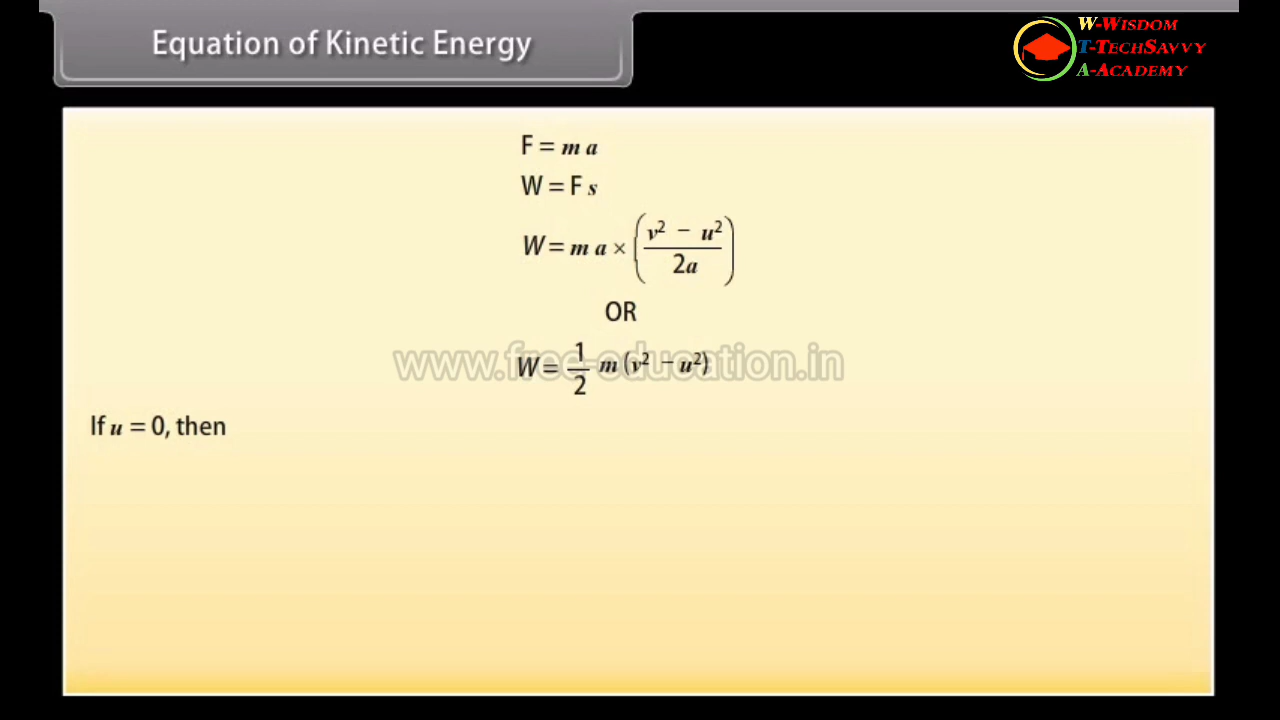 Equation of Kinetic Energy
W-Wisdom
T-TechSavvy
A-Academy
F = m a
W = F s
W = m a × (v² − u² / 2a)
OR
www.free-education.in
W = 1/2 m (v² − u²)
If u = 0, then